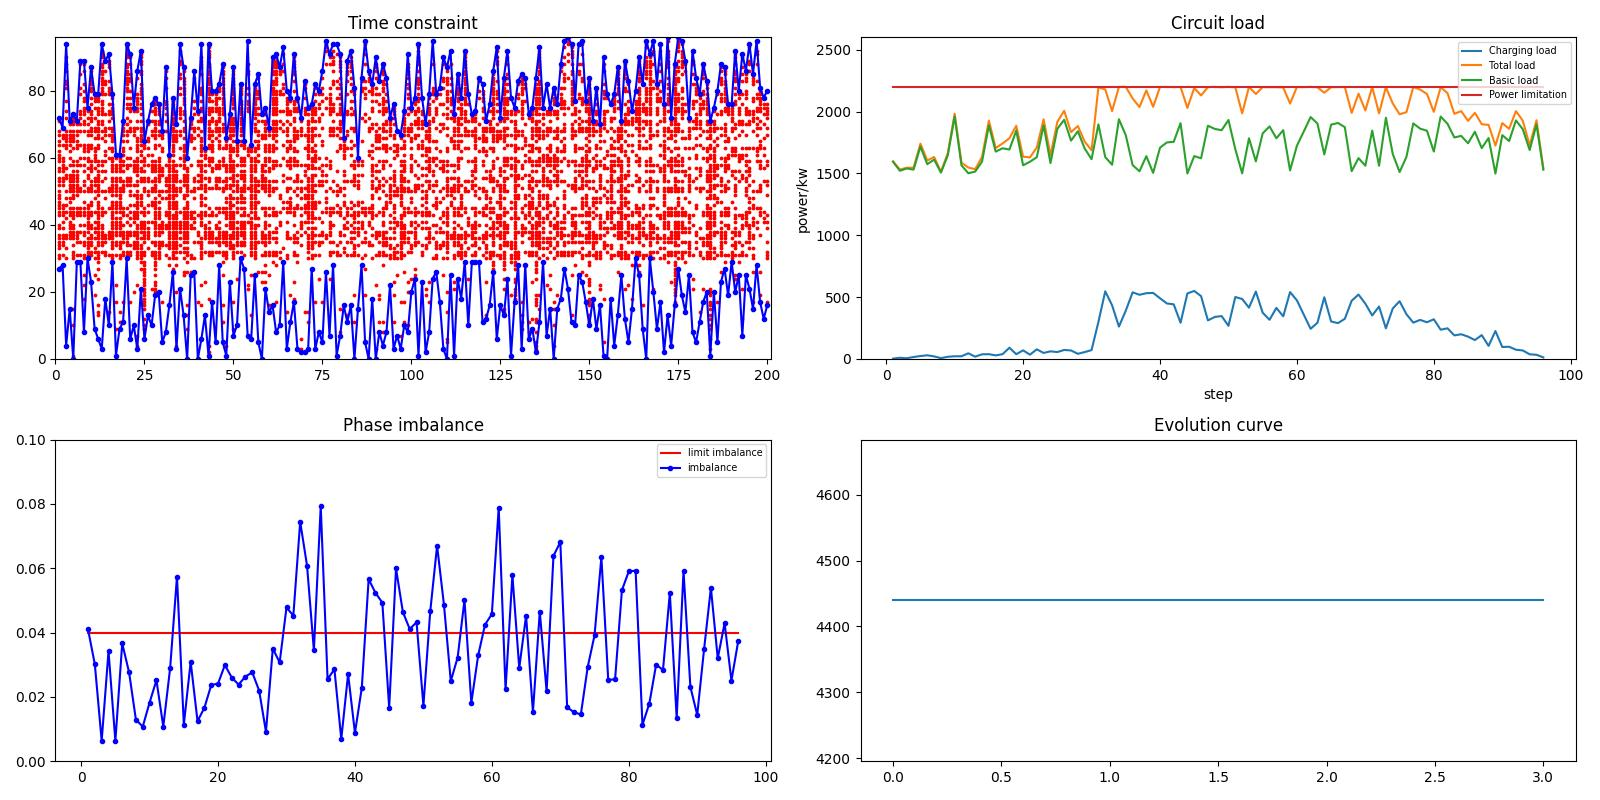 Time constraint
80
60
40
20
0
0 25 50 75 100 125 150 175 200
Circuit load
2500
2000
1500
1000
500
0
power/kw
Charging load
Total load
Basic load
Power limitation
0 20 40 60 80 100
step
Phase imbalance
0.10
0.08
0.06
0.04
0.02
0.00
limit imbalance
imbalance
0 20 40 60 80 100
Evolution curve
4600
4500
4400
4300
4200
0.0 0.5 1.0 1.5 2.0 2.5 3.0